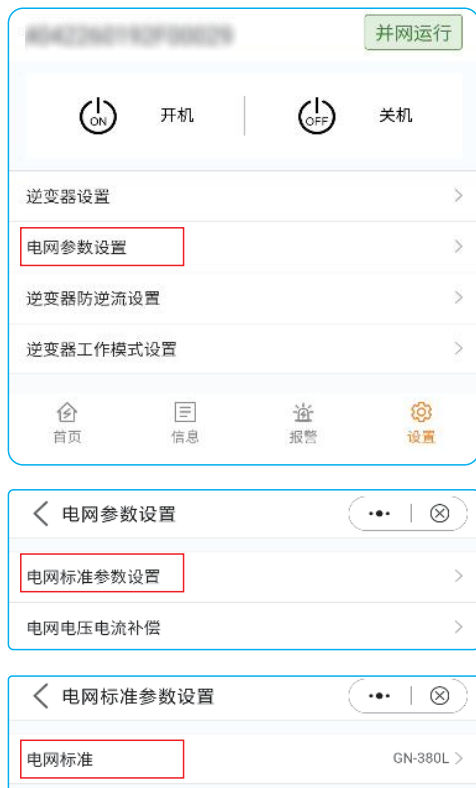 并网运行
ON 开机 OFF 关机
逆变器设置
电网参数设置
逆变器防逆流设置
逆变器工作模式设置
首页 信息 报警 设置
电网参数设置
电网标准参数设置
电网电压电流补偿
电网标准参数设置
电网标准 GN-380L